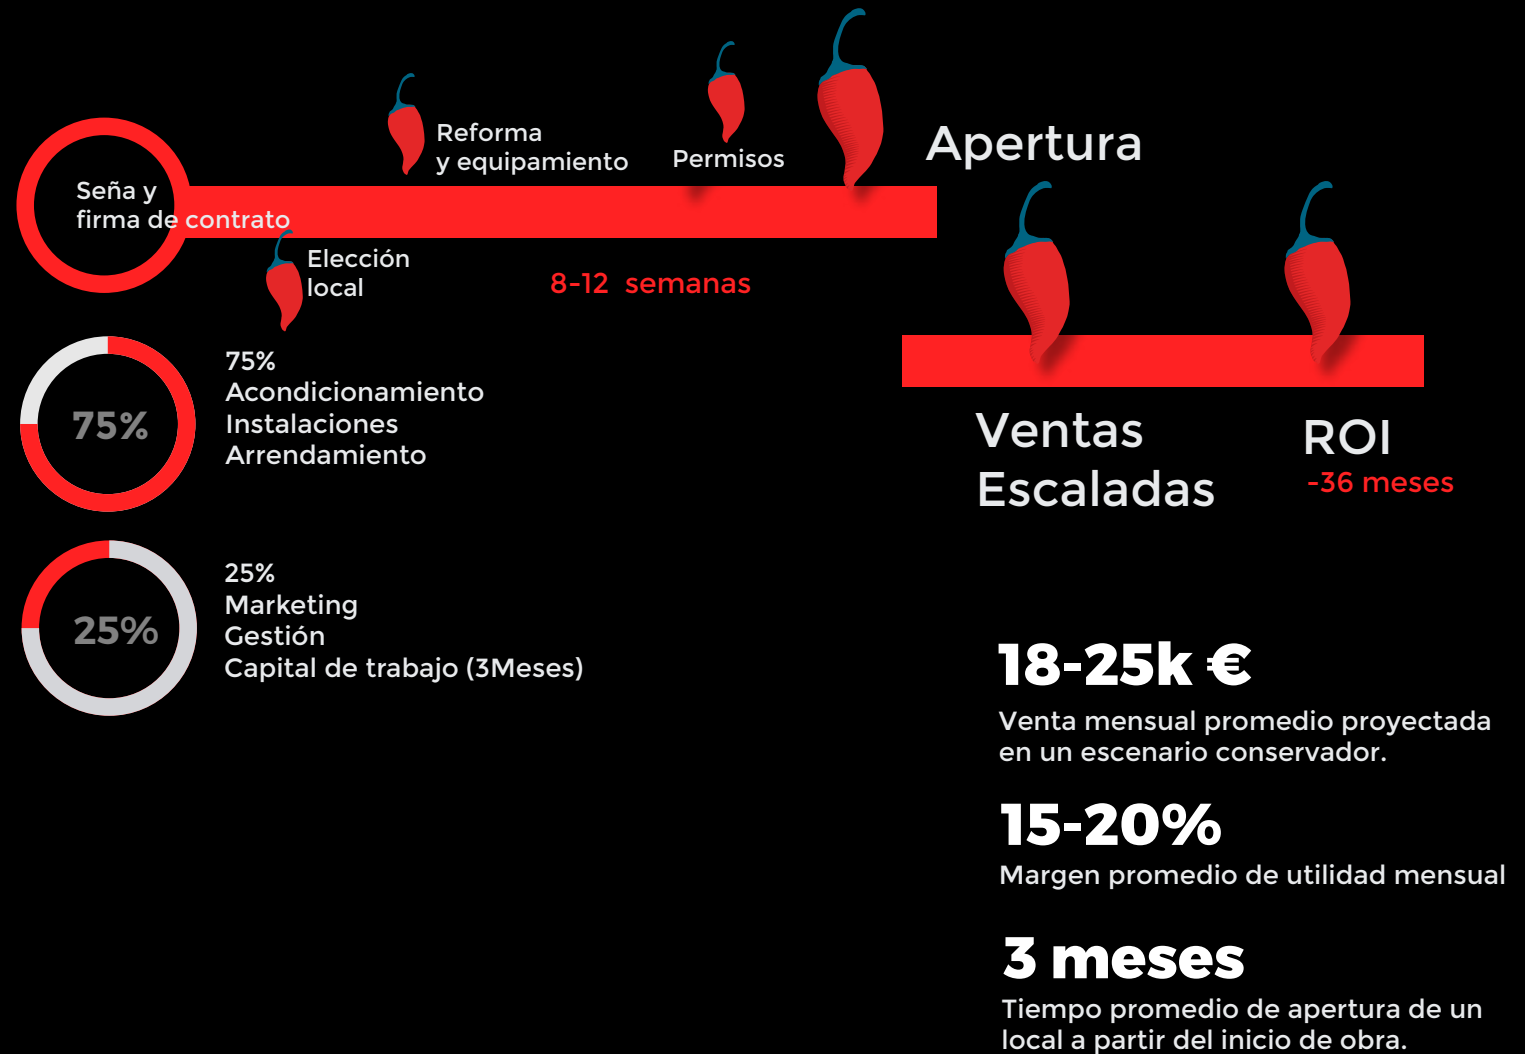 Apertura
Reforma
y equipamiento
Permisos
Seña y
firma de contrato
Elección
local
8-12 semanas
75%
75%
Acondicionamiento
Instalaciones
Arrendamiento
Ventas
Escaladas
ROI
-36 meses
25%
25%
Marketing
Gestión
Capital de trabajo (3Meses)
18-25k €
Venta mensual promedio proyectada
en un escenario conservador.
15-20%
Margen promedio de utilidad mensual
3 meses
Tiempo promedio de apertura de un
local a partir del inicio de obra.